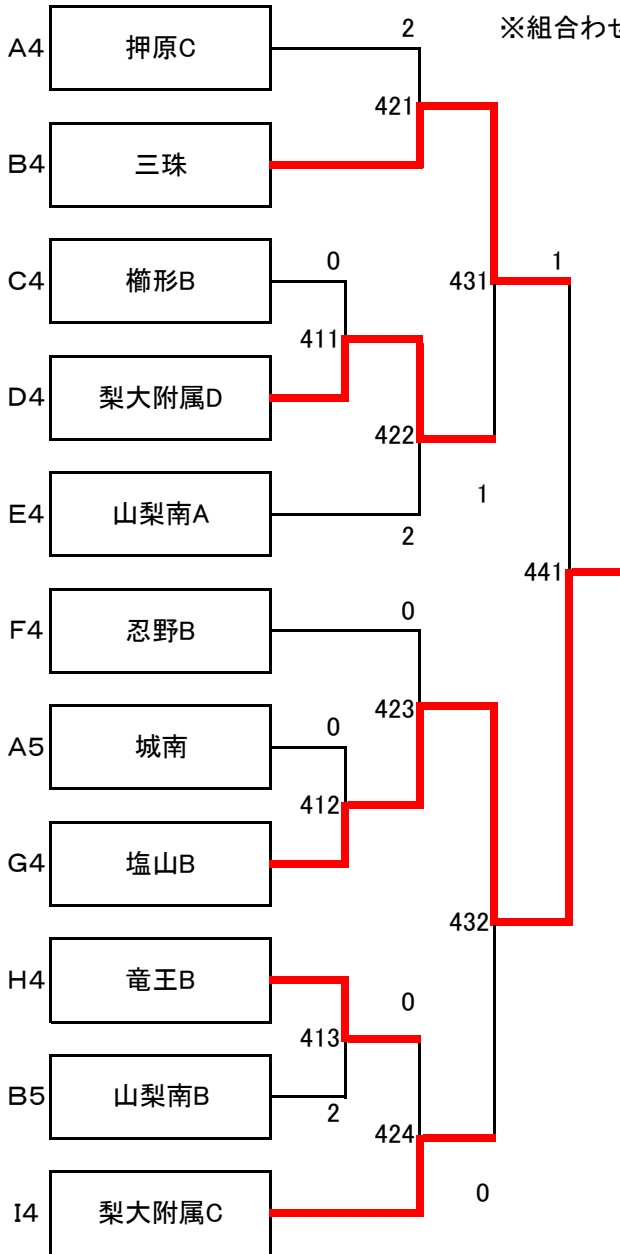 ※組合わせ
A4 押原C 2
421
B4 三珠
C4 櫛形B 0
431 1
411
D4 梨大附属D
422
1
E4 山梨南A 2
441
F4 忍野B 0
423
A5 城南 0
412
G4 塩山B
432
H4 竜王B 0
413
B5 山梨南B 2
424
0
I4 梨大附属C